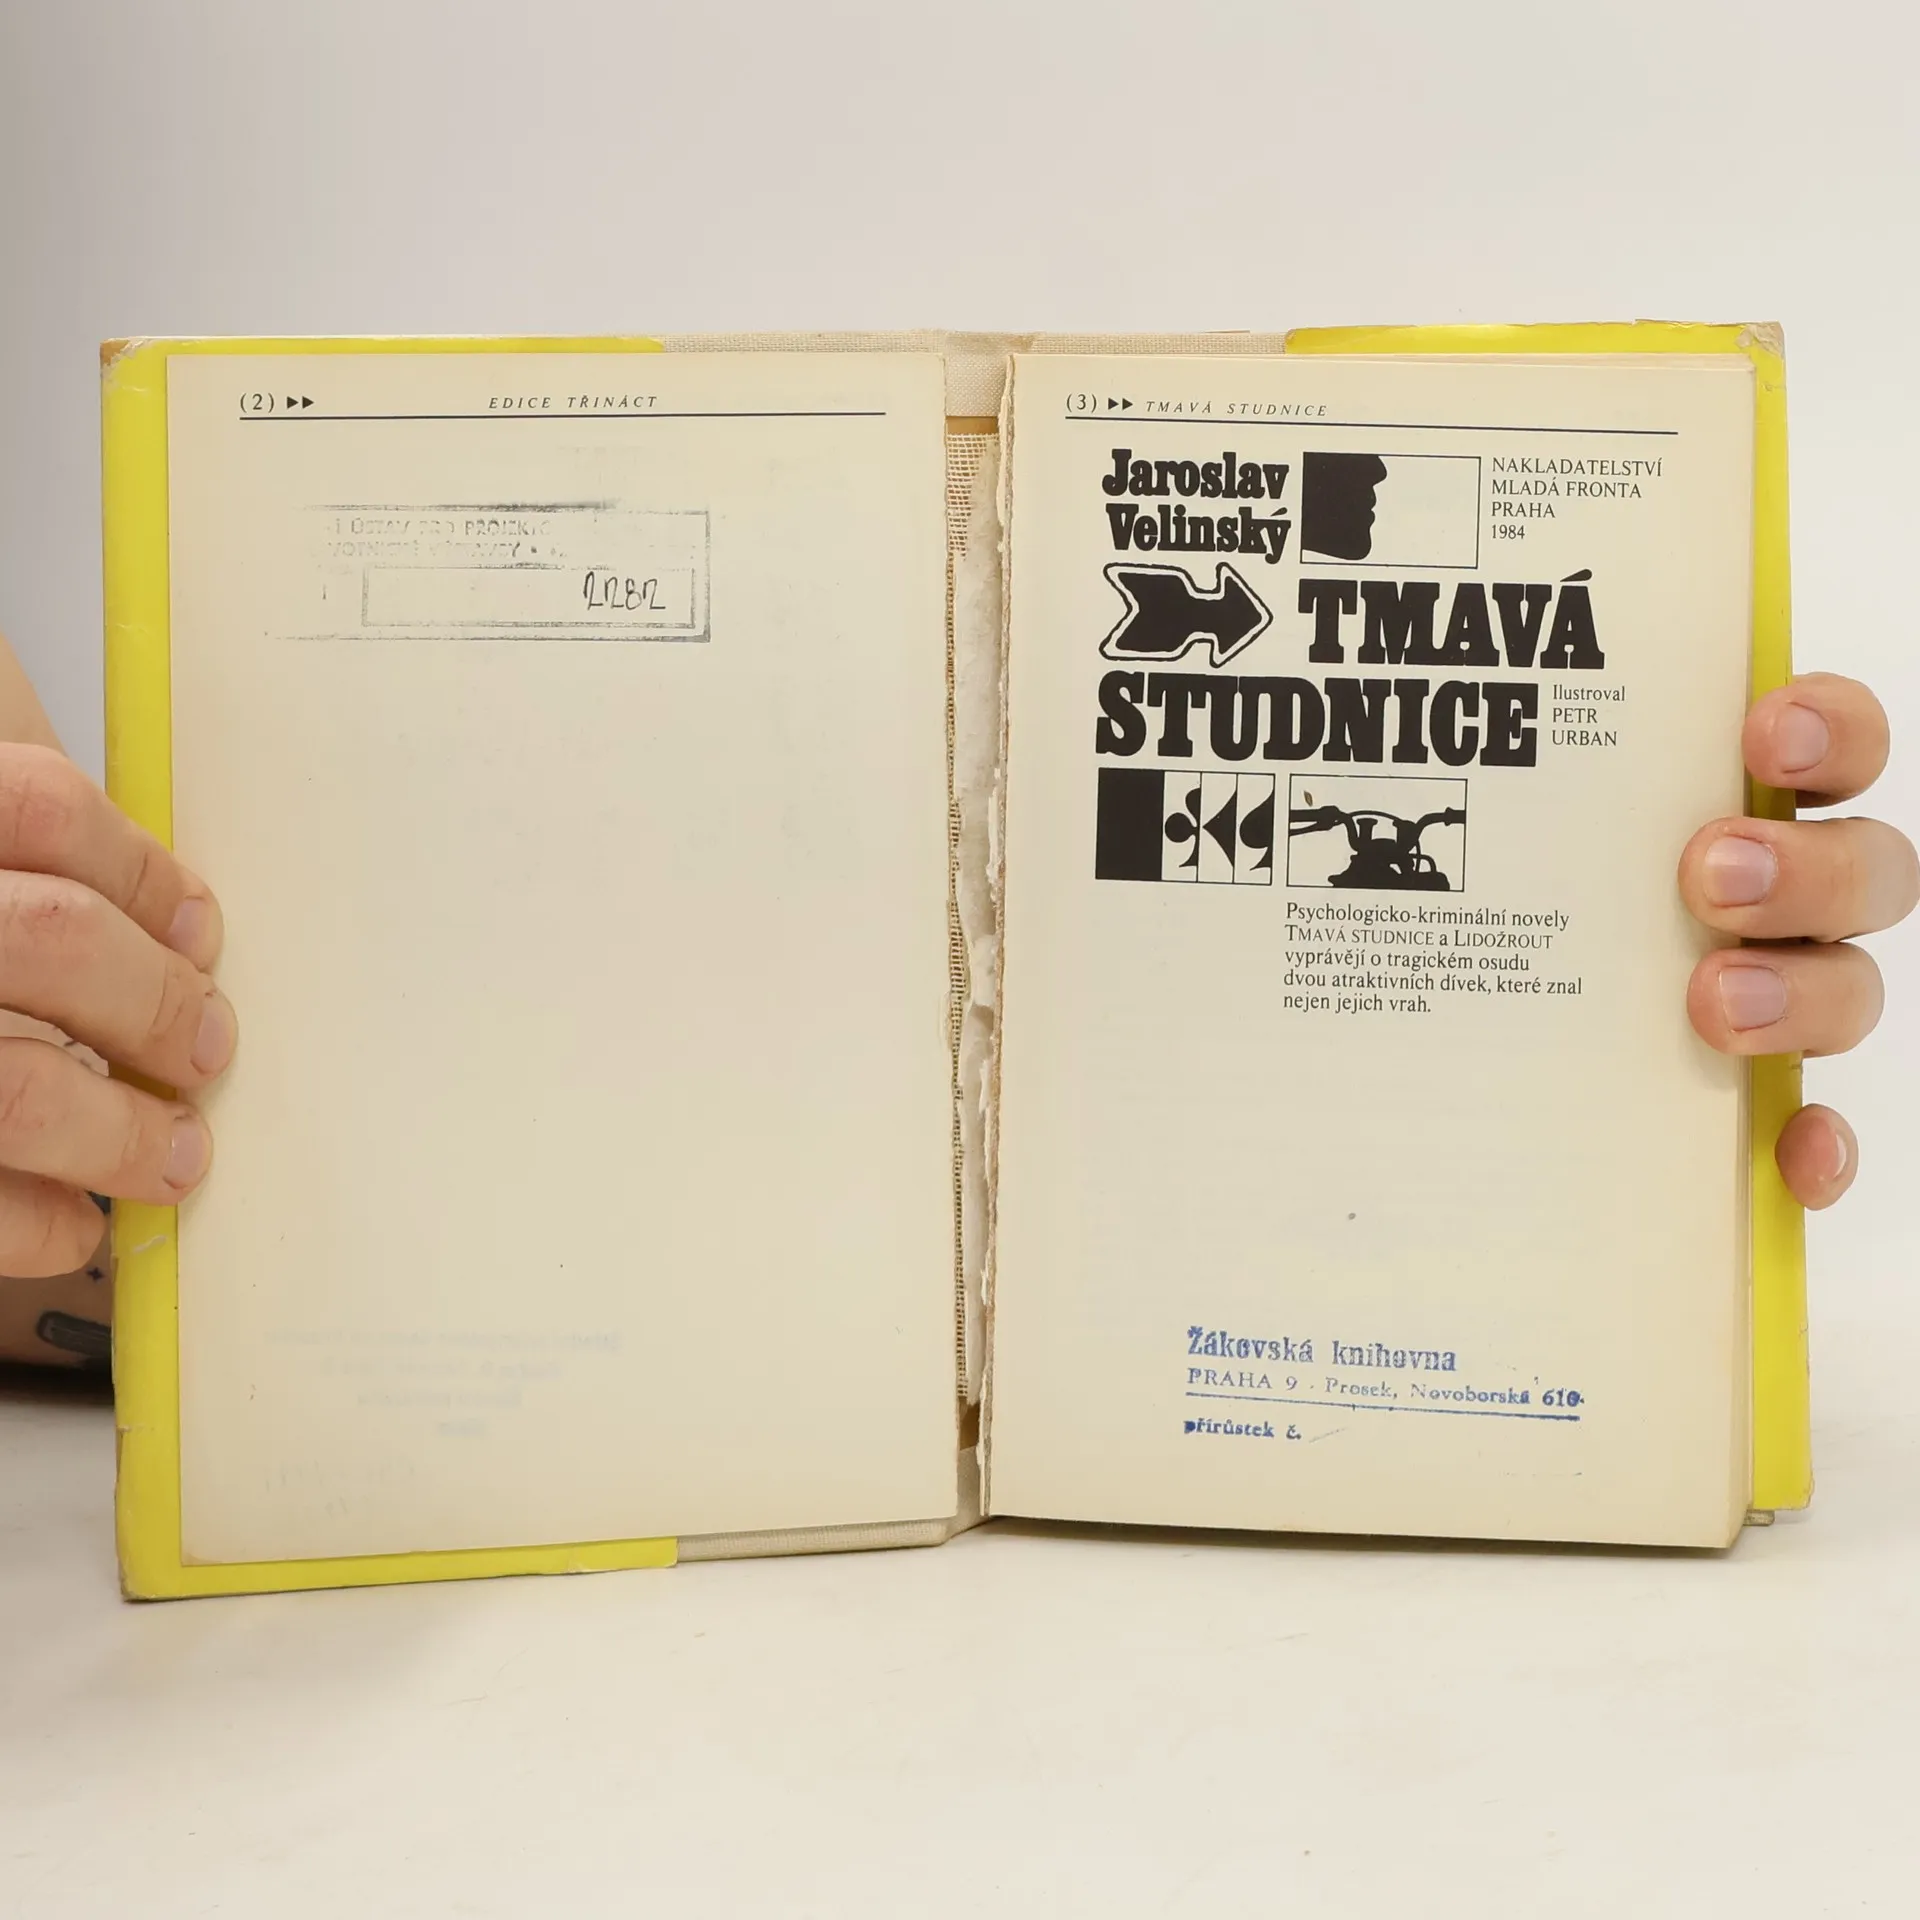 (2) ▶▶ EDICE TŘINÁCT
ÚSTAV PRO
2282
(3) ▶▶ TMAVÁ STUDNICE
Jaroslav
Velinský
NAKLADATELSTVÍ
MLADÁ FRONTA
PRAHA
1984
TMAVÁ
STUDNICE
Ilustroval
PETR
URBAN
Psychologicko-kriminální novely
TMAVÁ STUDNICE a LIDOŽROUT
vyprávějí o tragickém osudu
dvou atraktivních dívek, které znal
nejen jejich vrah.
Žákovská knihovna
PRAHA 9 - Prosek, Novoborská 610
přírůstek č.